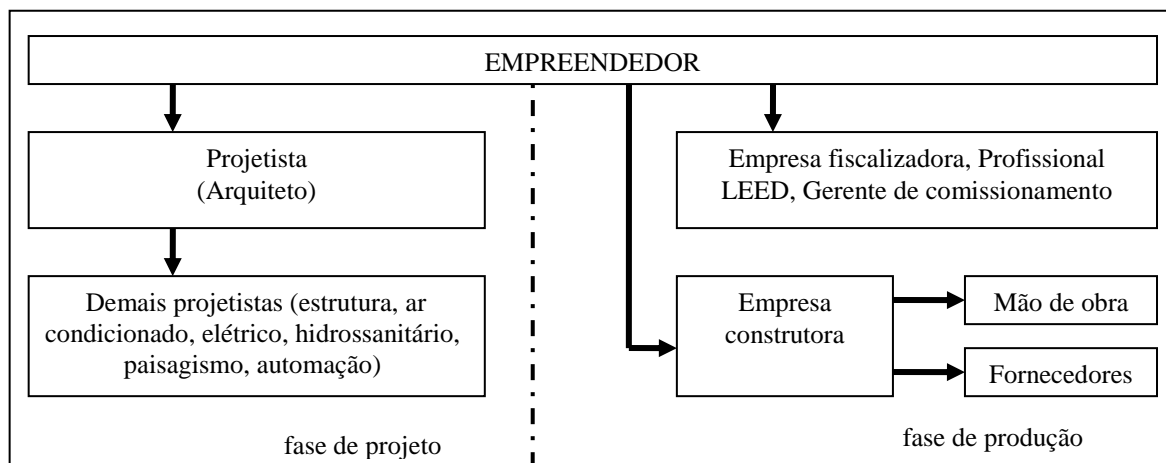 EMPREENDEDOR
Projetista
(Arquiteto)
Demais projetistas (estrutura, ar
condicionado, elétrico, hidrossanitário,
paisagismo, automação)
fase de projeto
Empresa fiscalizadora, Profissional
LEED, Gerente de comissionamento
Empresa
construtora
Mão de obra
Fornecedores
fase de produção